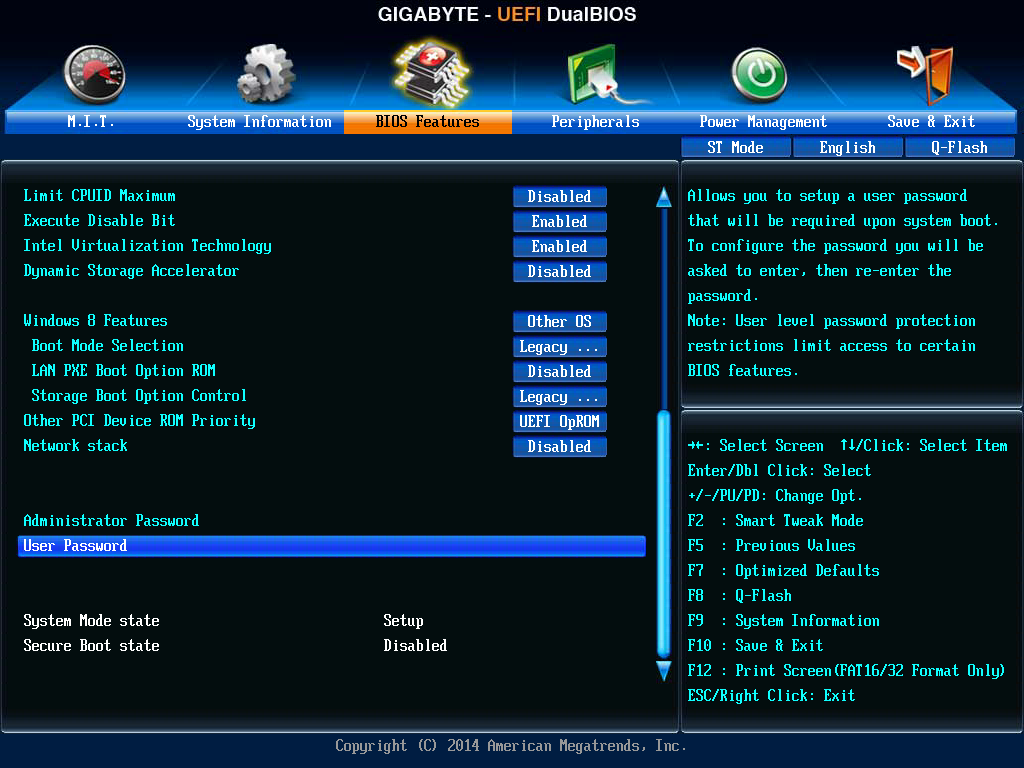 GIGABYTE - UEFI DualBIOS
M.I.T. System Information BIOS Features Peripherals Power Management Save & Exit
ST Mode English Q-Flash
Limit CPUID Maximum Disabled
Execute Disable Bit Enabled
Intel Virtualization Technology Enabled
Dynamic Storage Accelerator Disabled
Windows 8 Features Other OS
Boot Mode Selection Legacy ...
LAN PXE Boot Option ROM Disabled
Storage Boot Option Control Legacy ...
Other PCI Device ROM Priority UEFI OpROM
Network stack Disabled
Administrator Password
User Password
System Mode state Setup
Secure Boot state Disabled
Allows you to setup a user password
that will be required upon system boot.
To configure the password you will be
asked to enter, then re-enter the
password.
Note: User level password protection
restrictions limit access to certain
BIOS features.
→←: Select Screen ↑↓/Click: Select Item
Enter/Dbl Click: Select
+/-/PU/PD: Change Opt.
F2 : Smart Tweak Mode
F5 : Previous Values
F7 : Optimized Defaults
F8 : Q-Flash
F9 : System Information
F10 : Save & Exit
F12 : Print Screen(FAT16/32 Format Only)
ESC/Right Click: Exit
Copyright (C) 2014 American Megatrends, Inc.